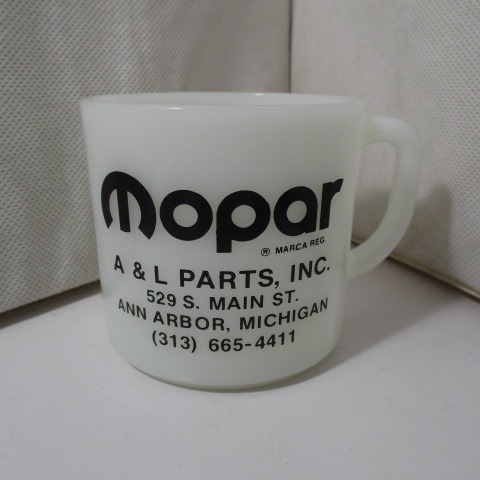 mopar
® MARCA REG.
A & L PARTS, INC.
529 S. MAIN ST.
ANN ARBOR, MICHIGAN
(313) 665-4411